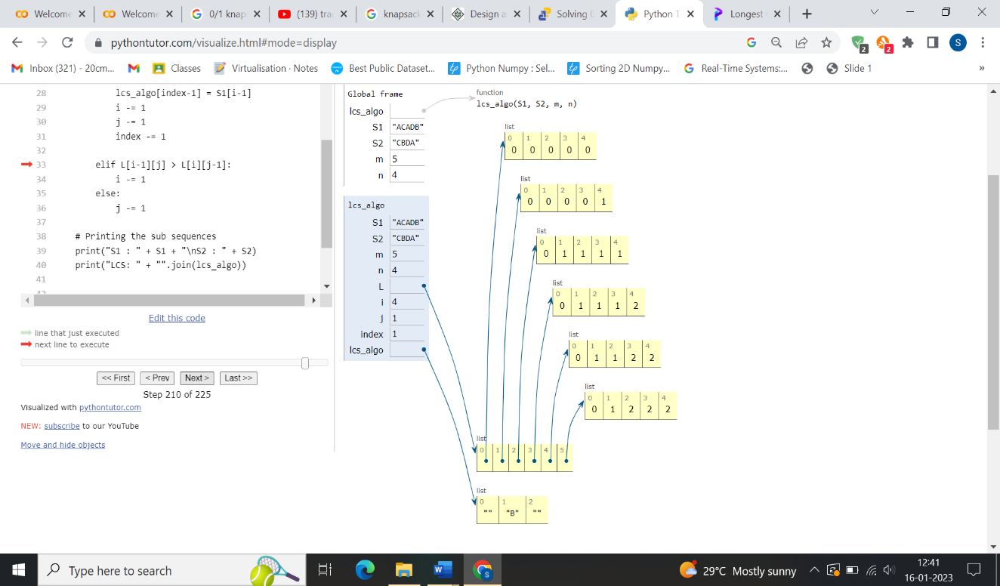 Welcome
Welcome
0/1 knap
(139) tra
knapsack
Design a
Solving
Python T
Longest
pythontutor.com/visualize.html#mode=display
2
2
S
Inbox (321) - 20cm...
Classes
Virtualisation · Notes
Best Public Dataset...
Python Numpy : Sel...
Sorting 2D Numpy...
Real-Time Systems:...
Slide 1
»
28 lcs_algo[index-1] = S1[i-1]
29 i -= 1
30 j -= 1
31 index -= 1
32
33 elif L[i-1][j] > L[i][j-1]:
34 i -= 1
35 else:
36 j -= 1
37
38 # Printing the sub sequences
39 print("S1 : " + S1 + "\nS2 : " + S2)
40 print("LCS: " + "".join(lcs_algo))
41
42
Edit this code
line that just executed
next line to execute
<< First < Prev Next > Last >>
Step 210 of 225
Visualized with pythontutor.com
NEW: subscribe to our YouTube
Move and hide objects
Global frame
lcs_algo
S1 "ACADB"
S2 "CBDA"
m 5
n 4
lcs_algo
S1 "ACADB"
S2 "CBDA"
m 5
n 4
L
i 4
j 1
index 1
lcs_algo
function
lcs_algo(S1, S2, m, n)
list
0 1 2 3 4
0 0 0 0 0
list
0 1 2 3 4
0 0 0 0 1
list
0 1 2 3 4
0 1 1 1 1
list
0 1 2 3 4
0 1 1 1 2
list
0 1 2 3 4
0 1 1 2 2
list
0 1 2 3 4
0 1 2 2 2
list
0 1 2 3 4 5
list
0 1 2
"" "B" ""
Type here to search
29°C Mostly sunny
12:41
16-01-2023